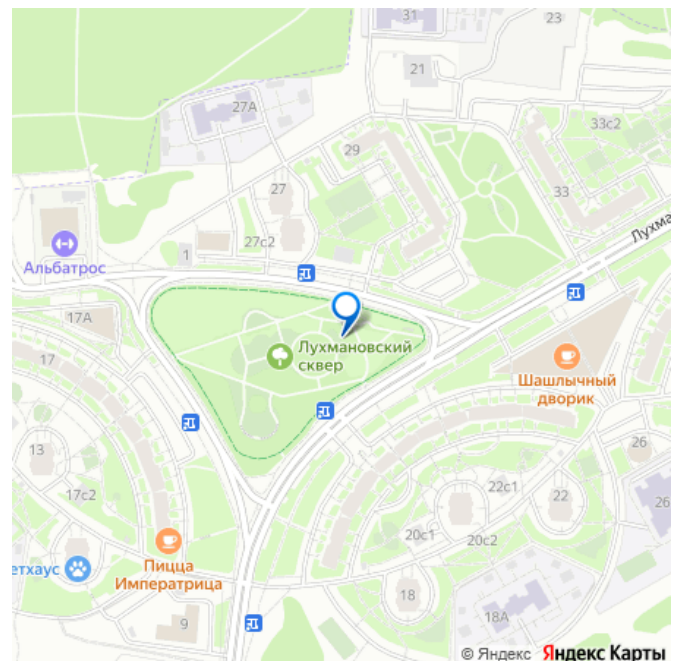 31
23
21
27А
33с2
29
27
33
27с2
1
Лухма
Альбатрос
17А
Лухмановский
сквер
17
Шашлычный
дворик
13
26
22с1
17с2
22
26
20с1
20с2
етхаус
Пицца
Императрица
18
9
18А
© Яндекс Яндекс Карты